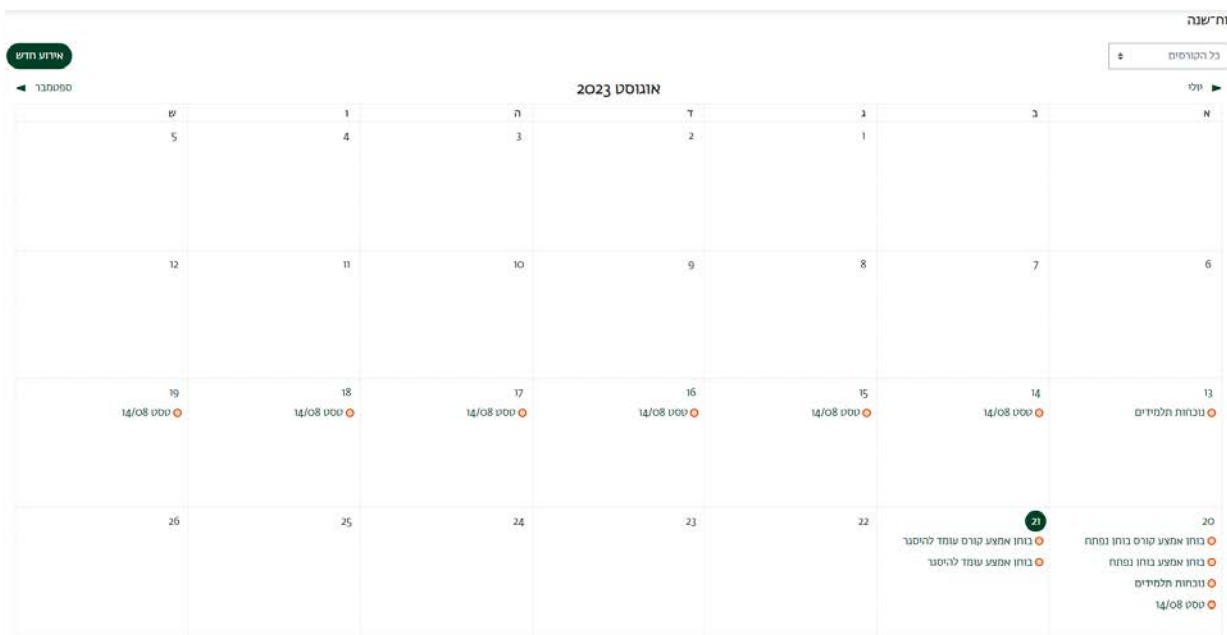 וח־שנה
כל הקורסים
אירוע חדש
יולי
אוגוסט 2023
ספטמבר
א ב ג ד ה ו ש
1 2 3 4 5
6 7 8 9 10 11 12
13 14 15 16 17 18 19
נוכחות תלמידים
טסט 14/08
טסט 14/08
טסט 14/08
טסט 14/08
טסט 14/08
טסט 14/08
20 21 22 23 24 25 26
בוחן אמצע קורס בוחן נפתח
בוחן אמצע בוחן נפתח
נוכחות תלמידים
טסט 14/08
בוחן אמצע קורס עומד להיסגר
בוחן אמצע עומד להיסגר